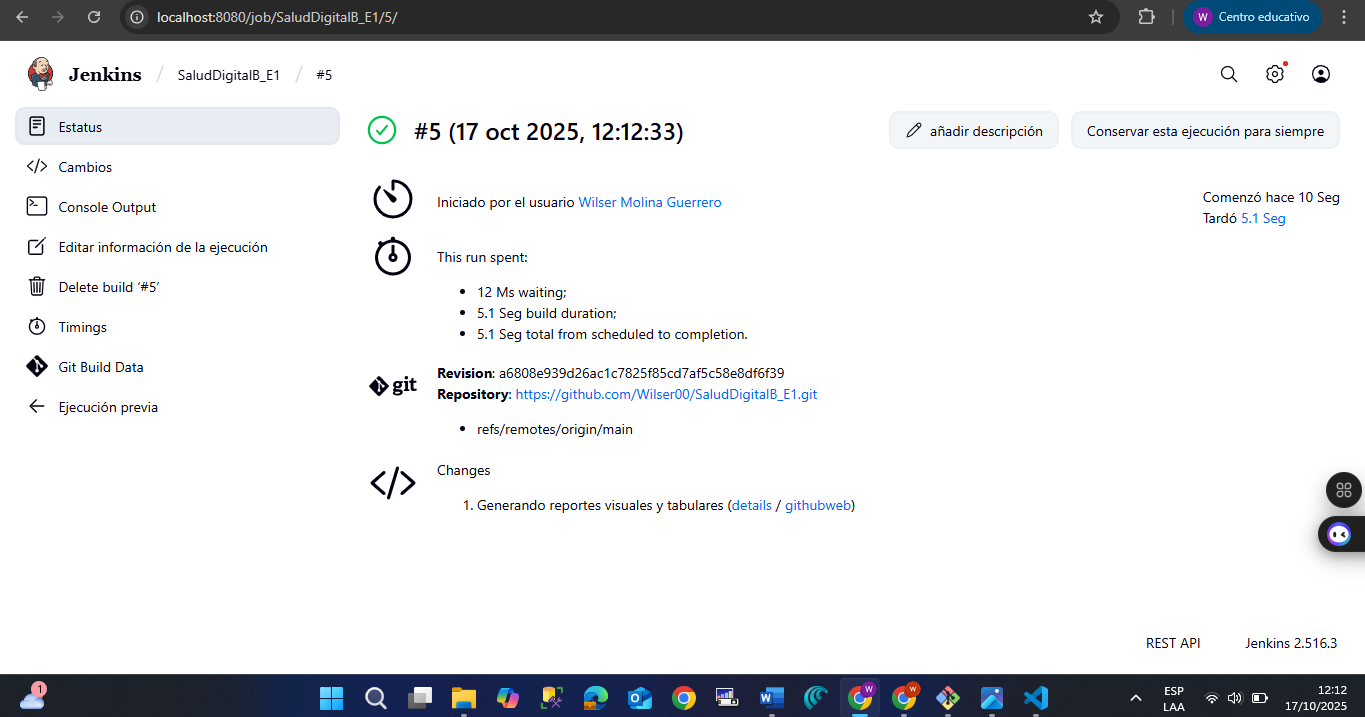 localhost:8080/job/SaludDigitalB_E1/5/
W Centro educativo
Jenkins / SaludDigitalB_E1 / #5
Estatus
Cambios
Console Output
Editar información de la ejecución
Delete build ‘#5’
Timings
Git Build Data
Ejecución previa
#5 (17 oct 2025, 12:12:33)
añadir descripción
Conservar esta ejecución para siempre
Iniciado por el usuario Wilser Molina Guerrero
Comenzó hace 10 Seg
Tardó 5.1 Seg
This run spent:
• 12 Ms waiting;
• 5.1 Seg build duration;
• 5.1 Seg total from scheduled to completion.
git
Revision: a6808e939d26ac1c7825f85cd7af5c58e8df6f39
Repository: https://github.com/Wilser00/SaludDigitalB_E1.git
• refs/remotes/origin/main
Changes
1. Generando reportes visuales y tabulares (details / githubweb)
REST API
Jenkins 2.516.3
1
W
W
W
ESP
LAA
12:12
17/10/2025